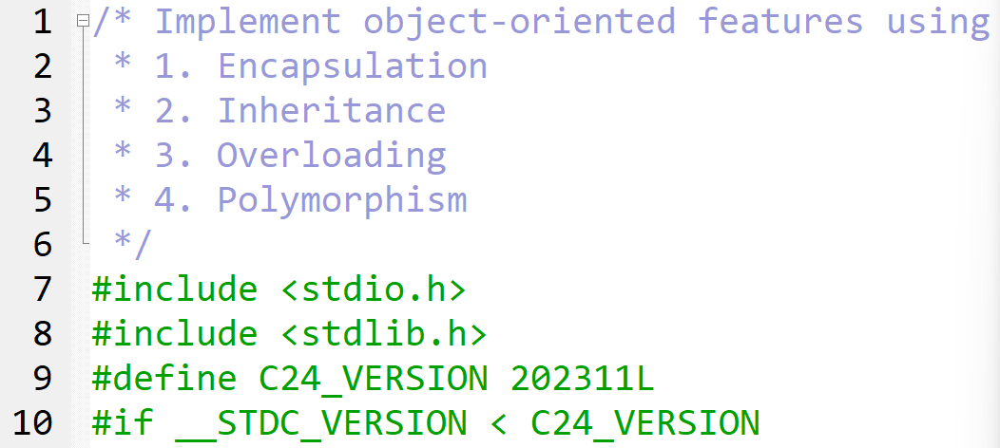 1 /* Implement object-oriented features using
2  * 1. Encapsulation
3  * 2. Inheritance
4  * 3. Overloading
5  * 4. Polymorphism
6  */
7 #include <stdio.h>
8 #include <stdlib.h>
9 #define C24_VERSION 202311L
10 #if __STDC_VERSION < C24_VERSION